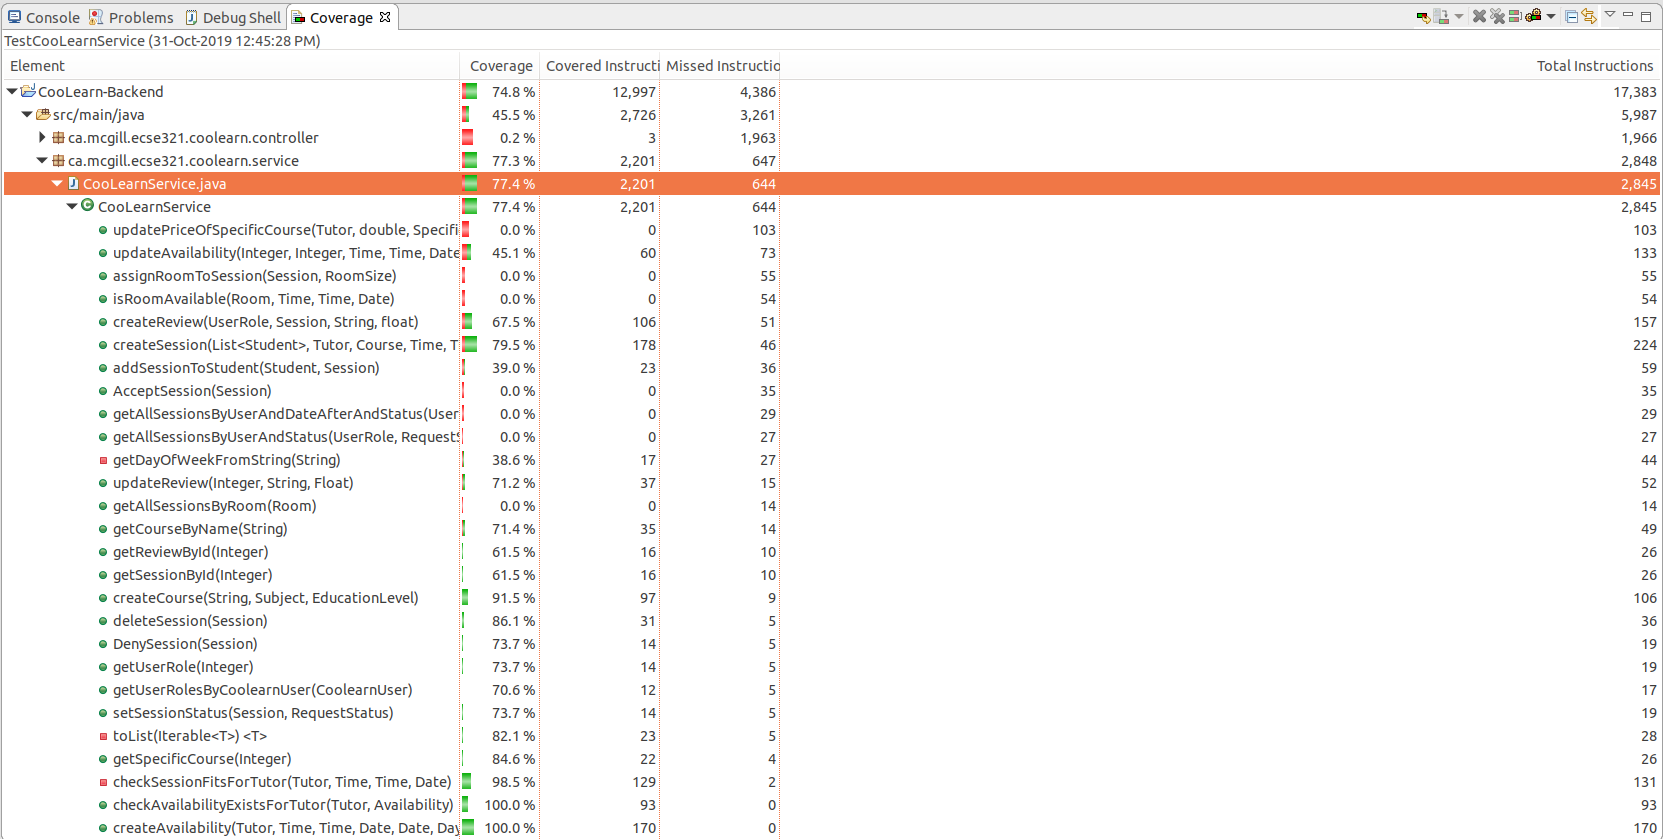 Console Problems Debug Shell Coverage
TestCooLearnService (31-Oct-2019 12:45:28 PM)
Element Coverage Covered Instructi Missed Instructio Total Instructions
CooLearn-Backend 74.8 % 12,997 4,386 17,383
src/main/java 45.5 % 2,726 3,261 5,987
ca.mcgill.ecse321.coolearn.controller 0.2 % 3 1,963 1,966
ca.mcgill.ecse321.coolearn.service 77.3 % 2,201 647 2,848
CooLearnService.java 77.4 % 2,201 644 2,845
CooLearnService 77.4 % 2,201 644 2,845
updatePriceOfSpecificCourse(Tutor, double, Specifi 0.0 % 0 103 103
updateAvailability(Integer, Integer, Time, Time, Date 45.1 % 60 73 133
assignRoomToSession(Session, RoomSize) 0.0 % 0 55 55
isRoomAvailable(Room, Time, Time, Date) 0.0 % 0 54 54
createReview(UserRole, Session, String, float) 67.5 % 106 51 157
createSession(List<Student>, Tutor, Course, Time, T 79.5 % 178 46 224
addSessionToStudent(Student, Session) 39.0 % 23 36 59
AcceptSession(Session) 0.0 % 0 35 35
getAllSessionsByUserAndDateAfterAndStatus(User 0.0 % 0 29 29
getAllSessionsByUserAndStatus(UserRole, RequestS 0.0 % 0 27 27
getDayOfWeekFromString(String) 38.6 % 17 27 44
updateReview(Integer, String, Float) 71.2 % 37 15 52
getAllSessionsByRoom(Room) 0.0 % 0 14 14
getCourseByName(String) 71.4 % 35 14 49
getReviewById(Integer) 61.5 % 16 10 26
getSessionById(Integer) 61.5 % 16 10 26
createCourse(String, Subject, EducationLevel) 91.5 % 97 9 106
deleteSession(Session) 86.1 % 31 5 36
DenySession(Session) 73.7 % 14 5 19
getUserRole(Integer) 73.7 % 14 5 19
getUserRolesByCoolearnUser(CoolearnUser) 70.6 % 12 5 17
setSessionStatus(Session, RequestStatus) 73.7 % 14 5 19
toList(Iterable<T>) <T> 82.1 % 23 5 28
getSpecificCourse(Integer) 84.6 % 22 4 26
checkSessionFitsForTutor(Tutor, Time, Time, Date) 98.5 % 129 2 131
checkAvailabilityExistsForTutor(Tutor, Availability) 100.0 % 93 0 93
createAvailability(Tutor, Time, Time, Date, Date, Day 100.0 % 170 0 170